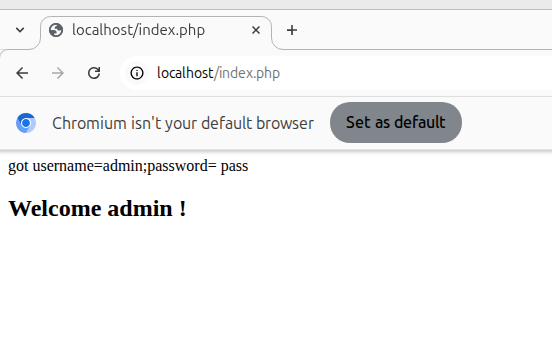 localhost/index.php
localhost/index.php
Chromium isn't your default browser Set as default
got username=admin;password= pass
Welcome admin !